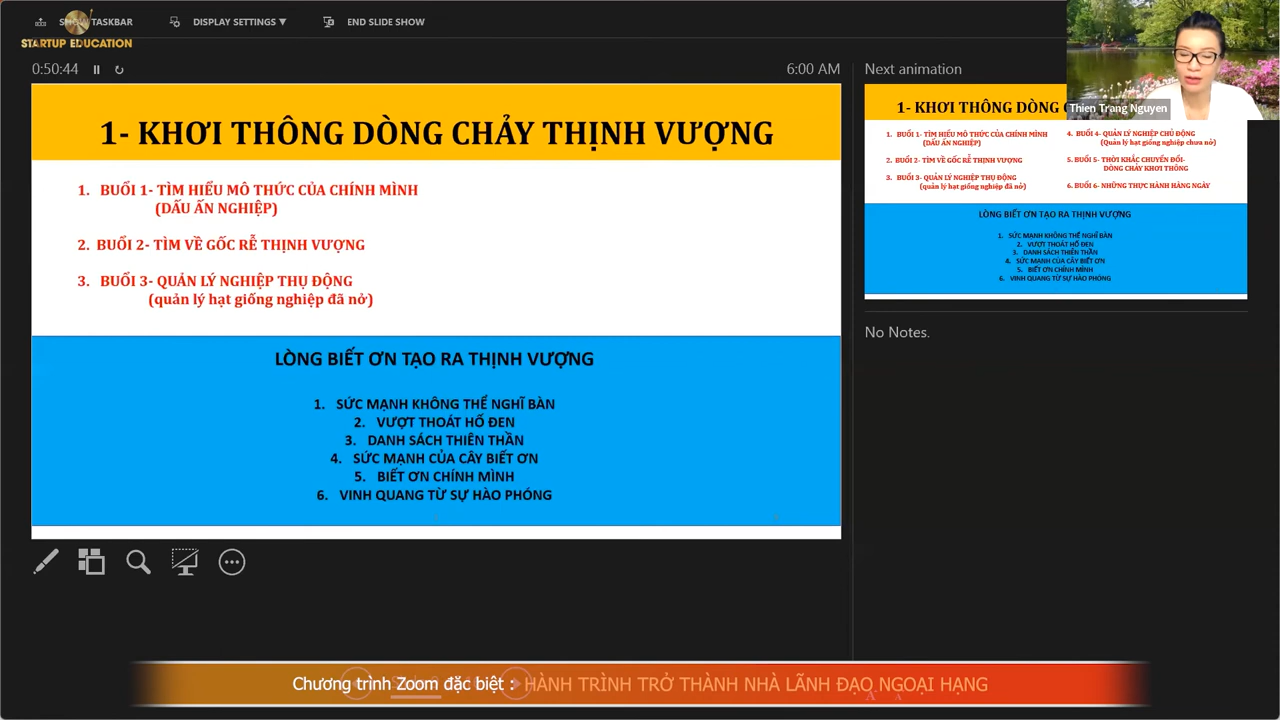 SHOW TASKBAR
DISPLAY SETTINGS ▼
END SLIDE SHOW
STARTUP EDUCATION
0:50:44
6:00 AM
1- KHƠI THÔNG DÒNG CHẢY THỊNH VƯỢNG
1. BUỔI 1- TÌM HIỂU MÔ THỨC CỦA CHÍNH MÌNH
(DẤU ẤN NGHIỆP)
2. BUỔI 2- TÌM VỀ GỐC RỄ THỊNH VƯỢNG
3. BUỔI 3- QUẢN LÝ NGHIỆP THỤ ĐỘNG
(quản lý hạt giống nghiệp đã nở)
LÒNG BIẾT ƠN TẠO RA THỊNH VƯỢNG
1. SỨC MẠNH KHÔNG THỂ NGHĨ BÀN
2. VƯỢT THOÁT HỐ ĐEN
3. DANH SÁCH THIÊN THẦN
4. SỨC MẠNH CỦA CÂY BIẾT ƠN
5. BIẾT ƠN CHÍNH MÌNH
6. VINH QUANG TỪ SỰ HÀO PHÓNG
Next animation
Thien Trang Nguyen
1- KHƠI THÔNG DÒNG
1. BUỔI 1- TÌM HIỂU MÔ THỨC CỦA CHÍNH MÌNH
(DẤU ẤN NGHIỆP)
2. BUỔI 2- TÌM VỀ GỐC RỄ THỊNH VƯỢNG
3. BUỔI 3- QUẢN LÝ NGHIỆP THỤ ĐỘNG
(quản lý hạt giống nghiệp đã nở)
4. BUỔI 4- QUẢN LÝ NGHIỆP CHỦ ĐỘNG
(Quản lý hạt giống nghiệp chưa nở)
5. BUỔI 5- THỜI KHẮC CHUYỂN ĐỔI-
DÒNG CHẢY KHƠI THÔNG
6. BUỔI 6- NHỮNG THỰC HÀNH HÀNG NGÀY
LÒNG BIẾT ƠN TẠO RA THỊNH VƯỢNG
1. SỨC MẠNH KHÔNG THỂ NGHĨ BÀN
2. VƯỢT THOÁT HỐ ĐEN
3. DANH SÁCH THIÊN THẦN
4. SỨC MẠNH CỦA CÂY BIẾT ƠN
5. BIẾT ƠN CHÍNH MÌNH
6. VINH QUANG TỪ SỰ HÀO PHÓNG
No Notes.
Chương trình Zoom đặc biệt : HÀNH TRÌNH TRỞ THÀNH NHÀ LÃNH ĐẠO NGOẠI HẠNG